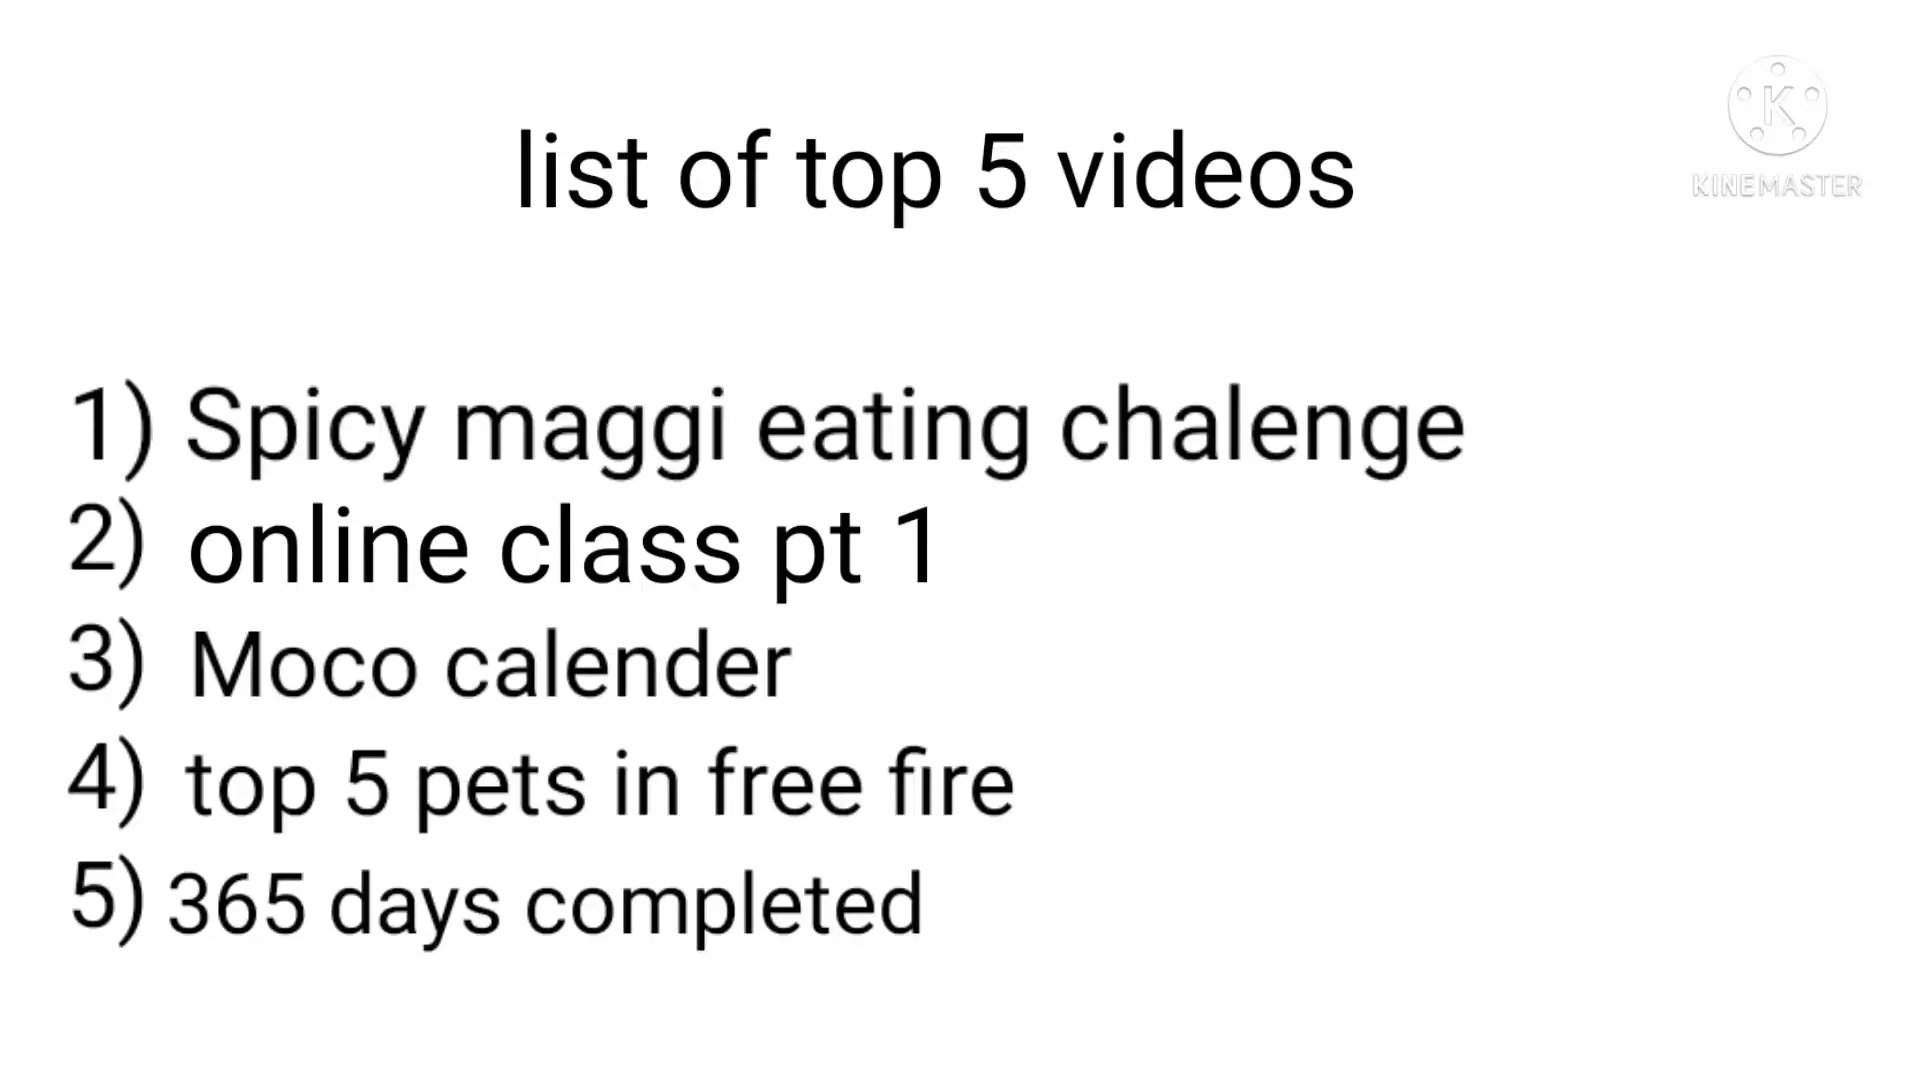 list of top 5 videos
KINEMASTER
1) Spicy maggi eating chalenge
2) online class pt 1
3) Moco calender
4) top 5 pets in free fire
5) 365 days completed